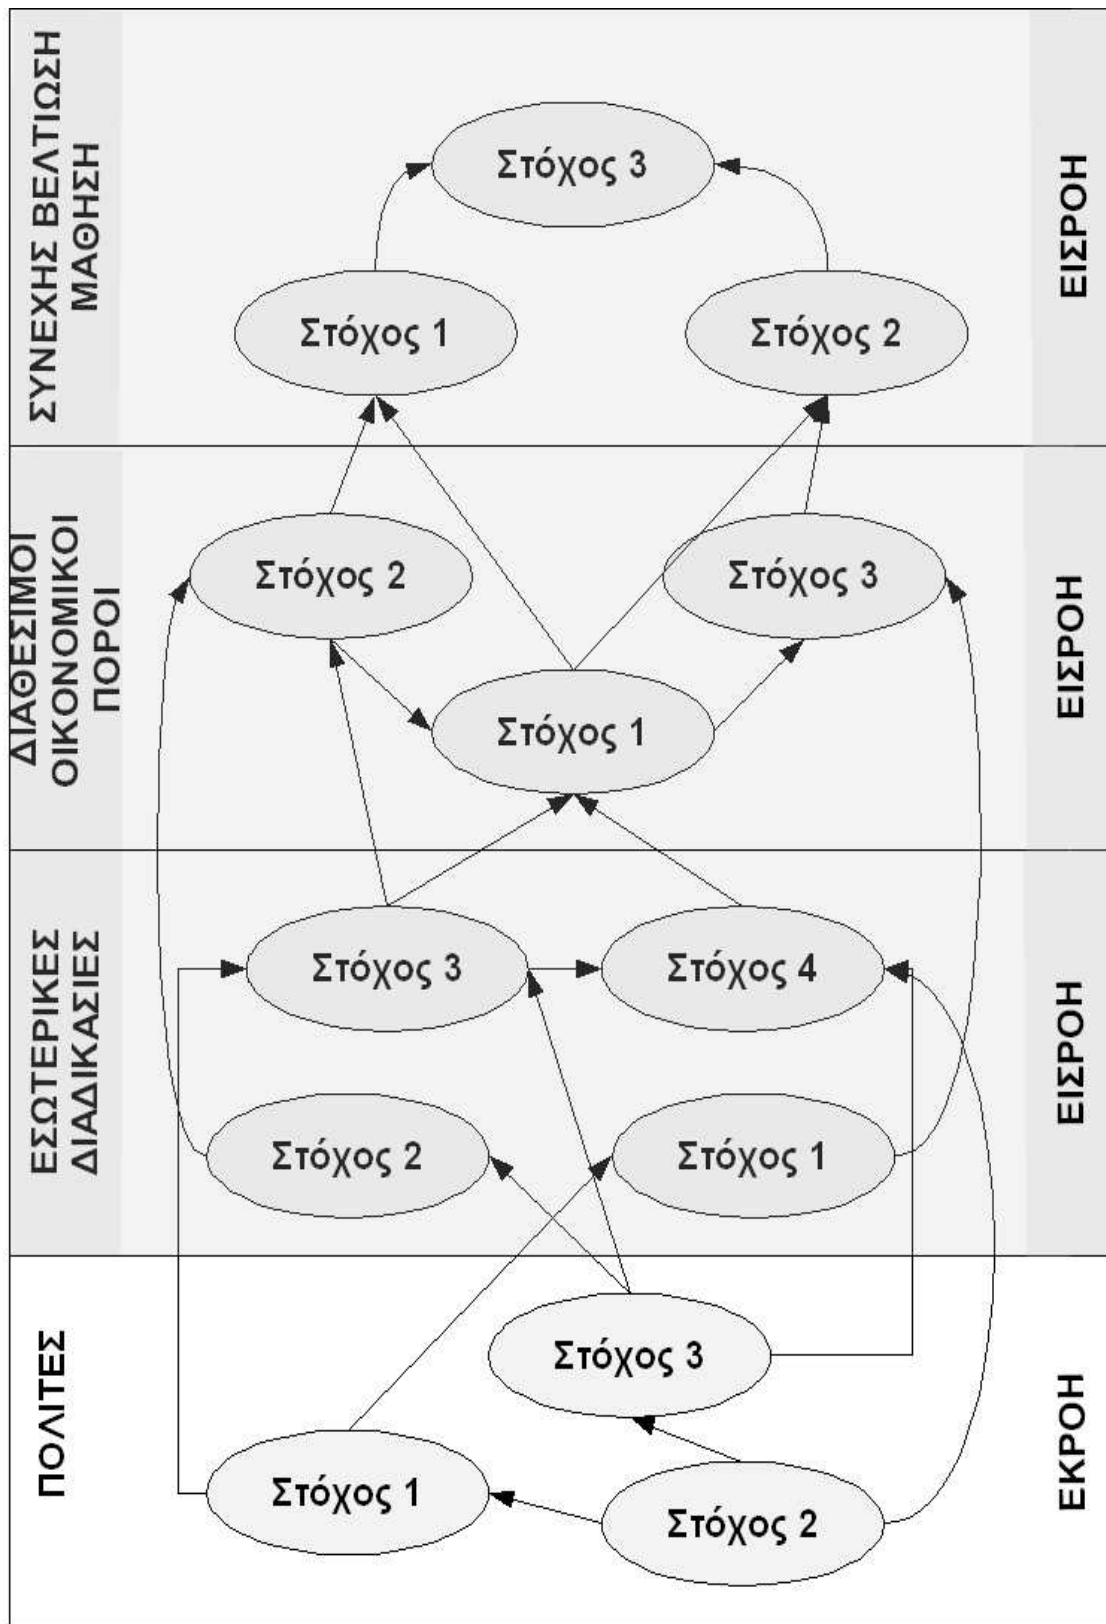 ΣΥΝΕΧΗΣ ΒΕΛΤΙΩΣΗ
ΜΑΘΗΣΗ
Στόχος 3
Στόχος 1
Στόχος 2
ΕΙΣΡΟΗ
ΔΙΑΘΕΣΙΜΟΙ
ΟΙΚΟΝΟΜΙΚΟΙ
ΠΟΡΟΙ
Στόχος 2
Στόχος 3
Στόχος 1
ΕΙΣΡΟΗ
ΕΣΩΤΕΡΙΚΕΣ
ΔΙΑΔΙΚΑΣΙΕΣ
Στόχος 3
Στόχος 4
Στόχος 2
Στόχος 1
ΕΙΣΡΟΗ
ΠΟΛΙΤΕΣ
Στόχος 3
Στόχος 1
Στόχος 2
ΕΚΡΟΗ